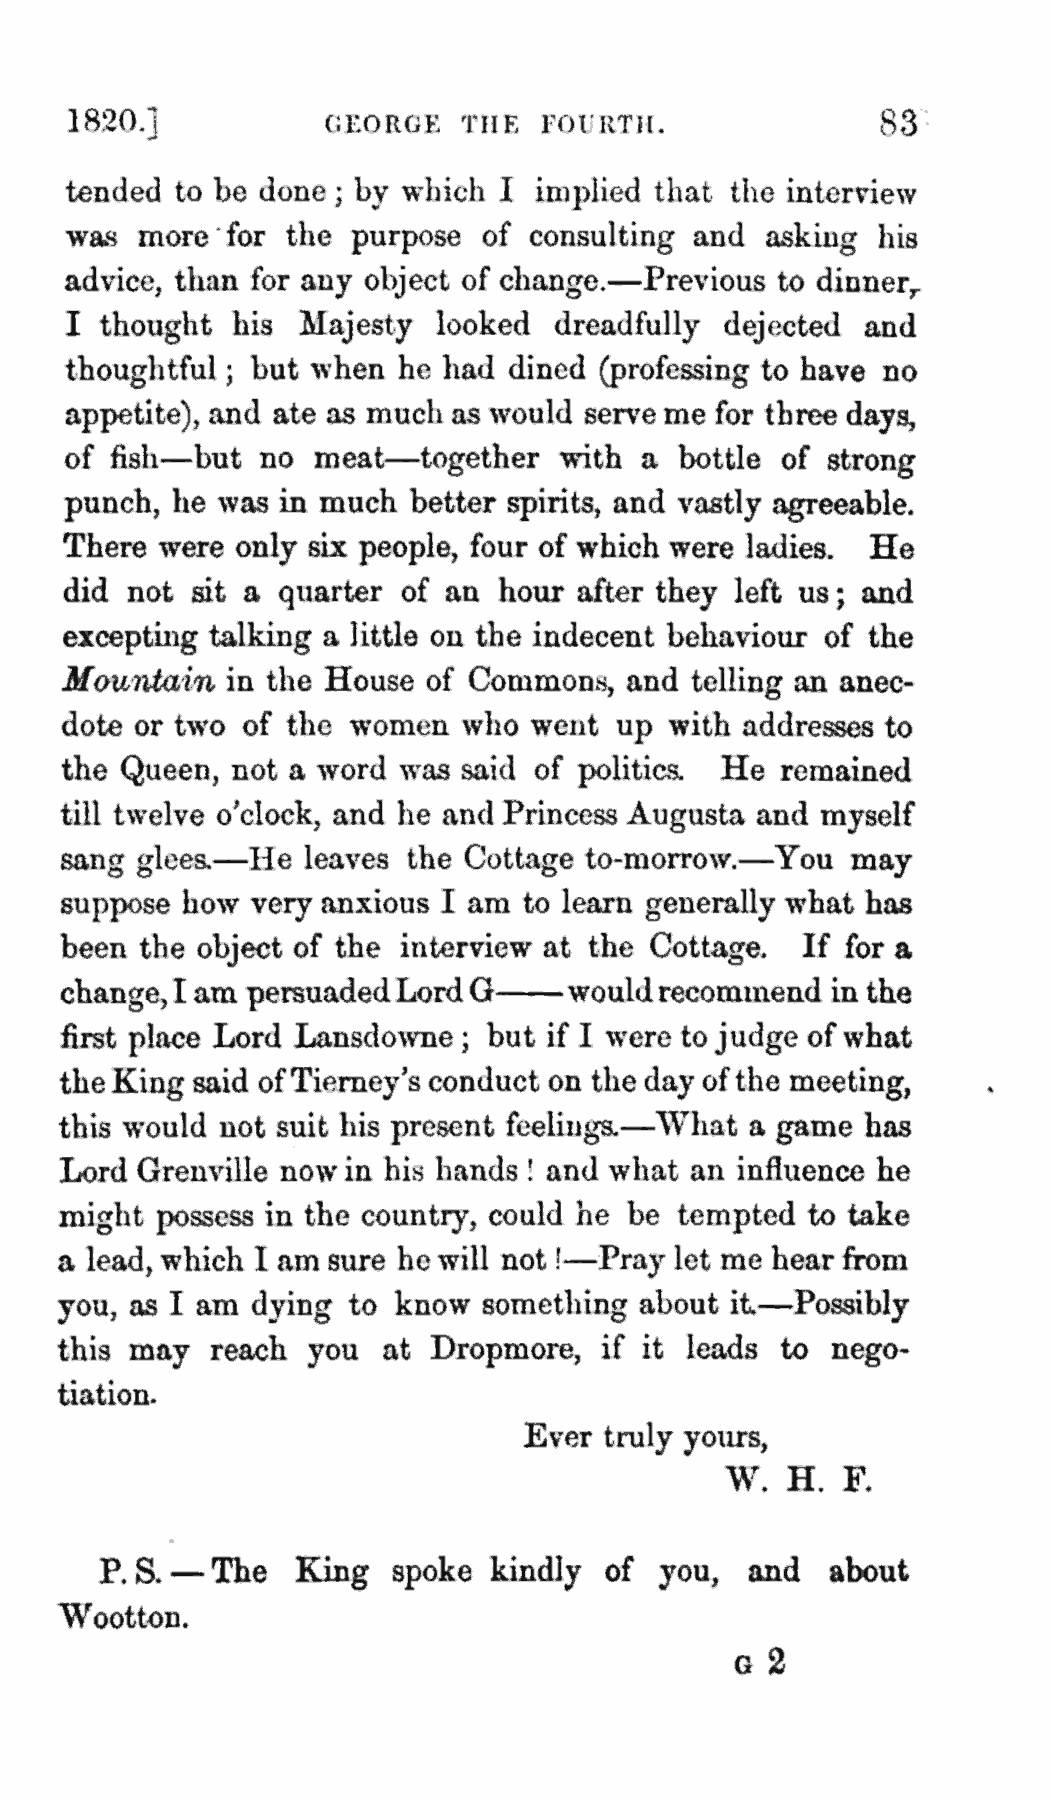 1820.] GEORGE THE FOURTH. 83
tended to be done; by which I implied that the interview
was more for the purpose of consulting and asking his
advice, than for any object of change.—Previous to dinner,
I thought his Majesty looked dreadfully dejected and
thoughtful; but when he had dined (professing to have no
appetite), and ate as much as would serve me for three days,
of fish—but no meat—together with a bottle of strong
punch, he was in much better spirits, and vastly agreeable.
There were only six people, four of which were ladies. He
did not sit a quarter of an hour after they left us; and
excepting talking a little on the indecent behaviour of the
Mountain in the House of Commons, and telling an anec-
dote or two of the women who went up with addresses to
the Queen, not a word was said of politics. He remained
till twelve o'clock, and he and Princess Augusta and myself
sang glees.—He leaves the Cottage to-morrow.—You may
suppose how very anxious I am to learn generally what has
been the object of the interview at the Cottage. If for a
change, I am persuaded Lord G—— would recommend in the
first place Lord Lansdowne; but if I were to judge of what
the King said of Tierney's conduct on the day of the meeting,
this would not suit his present feelings.—What a game has
Lord Grenville now in his hands! and what an influence he
might possess in the country, could he be tempted to take
a lead, which I am sure he will not!—Pray let me hear from
you, as I am dying to know something about it.—Possibly
this may reach you at Dropmore, if it leads to nego-
tiation.
Ever truly yours,
W. H. F.
P. S.—The King spoke kindly of you, and about
Wootton.
G 2